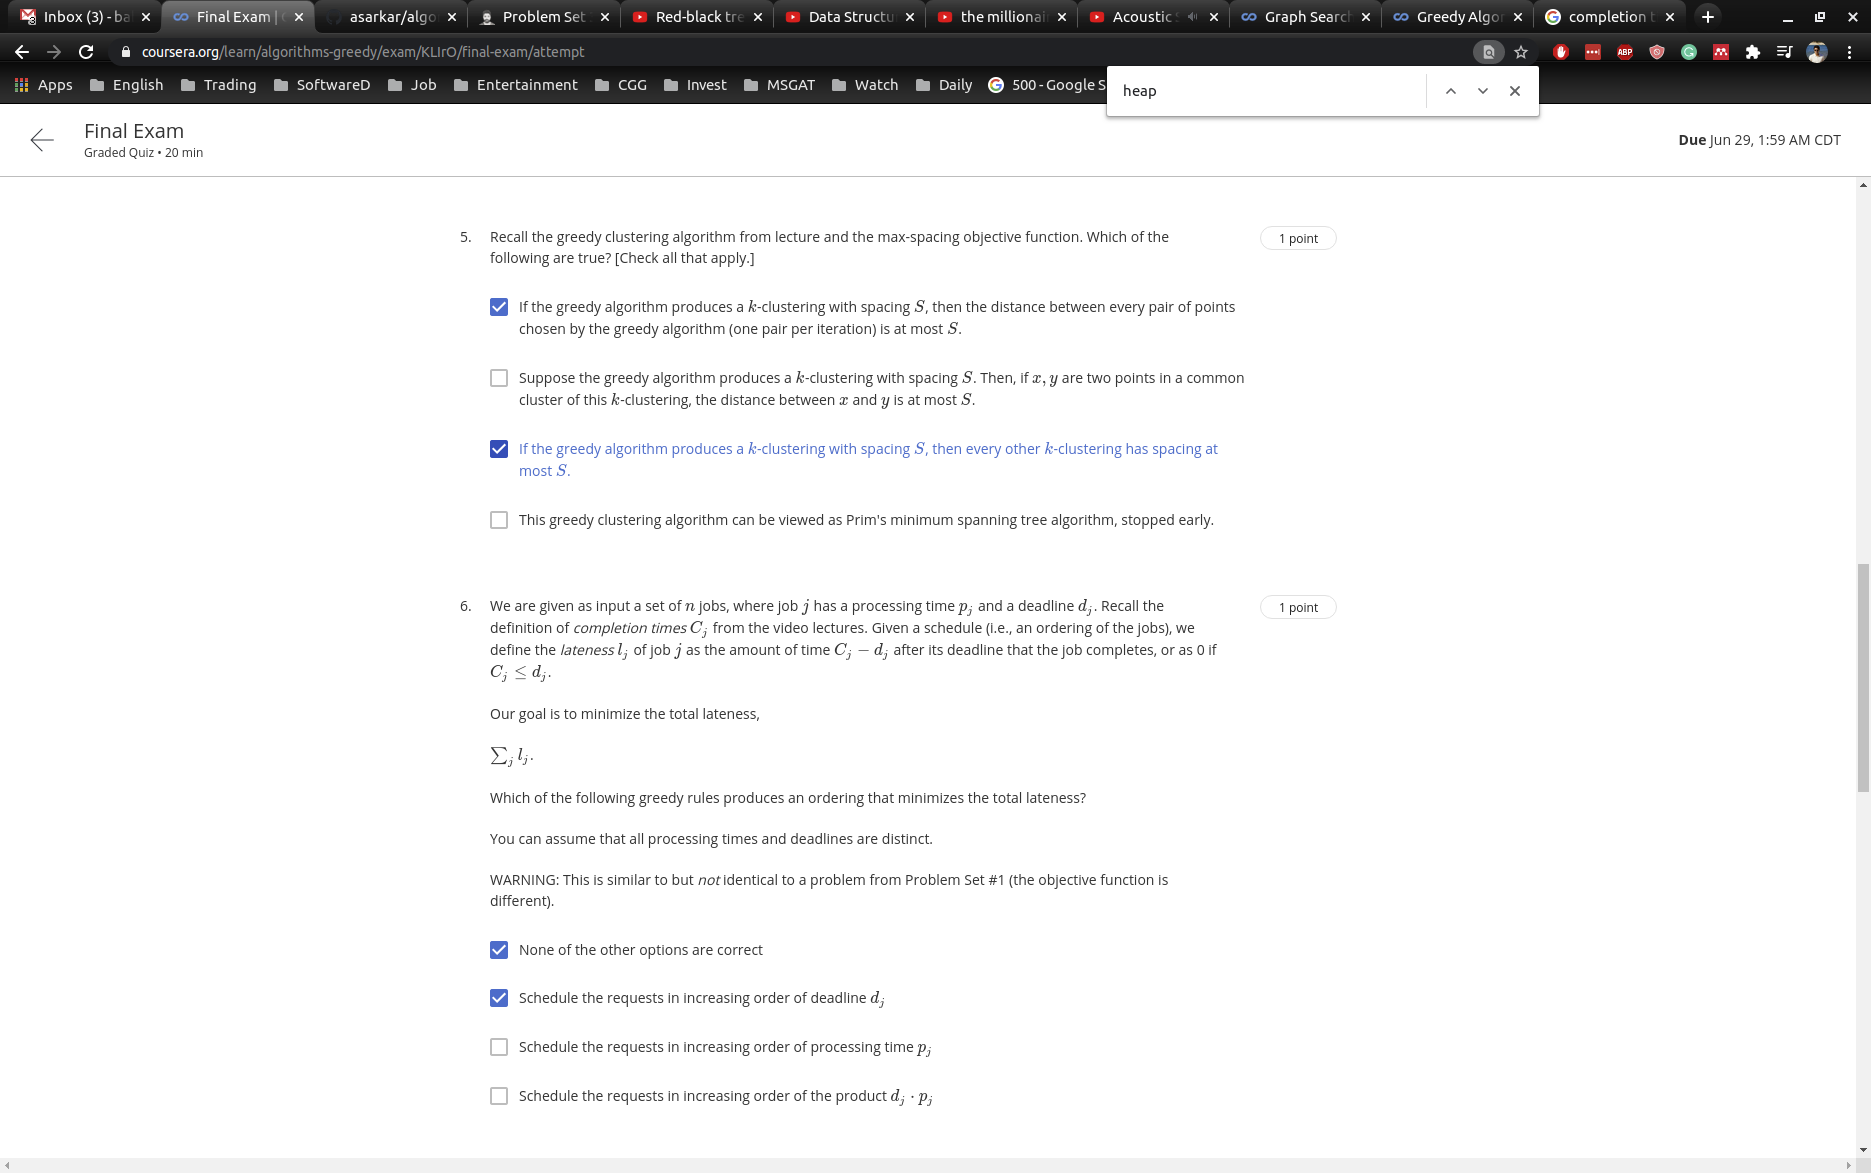 Inbox (3) - ba
Final Exam |
asarkar/algo
Problem Set
Red-black tre
Data Structu
the millionai
Acoustic
Graph Search
Greedy Algor
completion t
coursera.org/learn/algorithms-greedy/exam/KLIrO/final-exam/attempt
Apps English Trading SoftwareD Job Entertainment CGG Invest MSGAT Watch Daily 500 - Google S
heap
Final Exam
Graded Quiz • 20 min
Due Jun 29, 1:59 AM CDT
5. Recall the greedy clustering algorithm from lecture and the max-spacing objective function. Which of the
following are true? [Check all that apply.]
1 point
If the greedy algorithm produces a k-clustering with spacing S, then the distance between every pair of points
chosen by the greedy algorithm (one pair per iteration) is at most S.
Suppose the greedy algorithm produces a k-clustering with spacing S. Then, if x, y are two points in a common
cluster of this k-clustering, the distance between x and y is at most S.
If the greedy algorithm produces a k-clustering with spacing S, then every other k-clustering has spacing at
most S.
This greedy clustering algorithm can be viewed as Prim's minimum spanning tree algorithm, stopped early.
6. We are given as input a set of n jobs, where job j has a processing time p_j and a deadline d_j. Recall the
1 point
definition of completion times C_j from the video lectures. Given a schedule (i.e., an ordering of the jobs), we
define the lateness l_j of job j as the amount of time C_j − d_j after its deadline that the job completes, or as 0 if
C_j ≤ d_j.
Our goal is to minimize the total lateness,
∑_j l_j.
Which of the following greedy rules produces an ordering that minimizes the total lateness?
You can assume that all processing times and deadlines are distinct.
WARNING: This is similar to but not identical to a problem from Problem Set #1 (the objective function is
different).
None of the other options are correct
Schedule the requests in increasing order of deadline d_j
Schedule the requests in increasing order of processing time p_j
Schedule the requests in increasing order of the product d_j · p_j